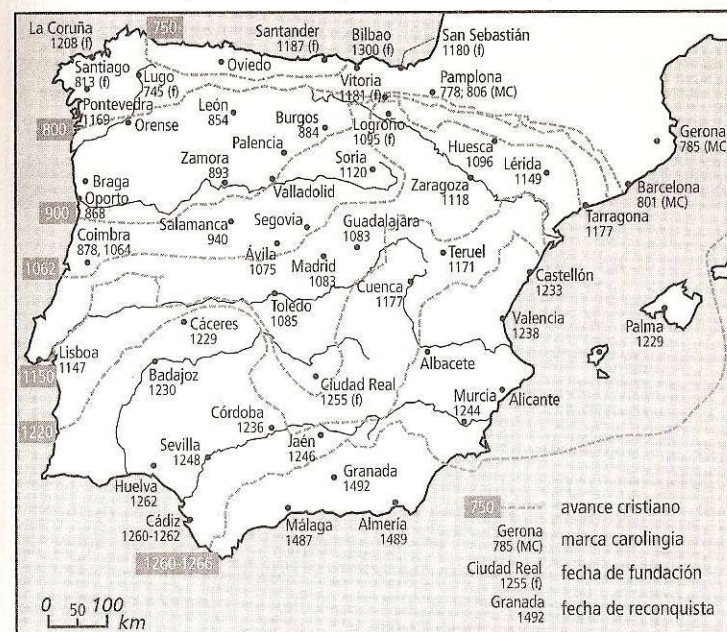 La Coruña
1208 (f)
750
Santander
1187 (f)
Bilbao
1300 (f)
San Sebastián
1180 (f)
Santiago
813 (f)
Lugo
745 (f)
Oviedo
Vitoria
1181 (f)
Pamplona
778; 806 (MC)
Pontevedra
1169
800
Orense
León
854
Burgos
884
Logroño
1095 (f)
Huesca
1096
Gerona
785 (MC)
Palencia
Zamora
893
Soria
1120
Lérida
1149
Braga
Oporto
868
Valladolid
Zaragoza
1118
Barcelona
801 (MC)
900
Salamanca
940
Segovia
Guadalajara
1083
Tarragona
1177
Coimbra
878, 1064
Ávila
1075
Madrid
1083
Teruel
1171
1062
Cuenca
1177
Castellón
1233
Toledo
1085
Cáceres
1229
Valencia
1238
Palma
1229
Lisboa
1147
1150
Badajoz
1230
Ciudad Real
1255 (f)
Albacete
Alicante
Murcia
1244
1220
Córdoba
1236
Jaén
1246
Sevilla
1248
Huelva
1262
Granada
1492
Cádiz
1260-1262
Málaga
1487
Almería
1489
1260-1266
750 avance cristiano
Gerona
785 (MC) marca carolingia
Ciudad Real
1255 (f) fecha de fundación
Granada
1492 fecha de reconquista
0 50 100
km